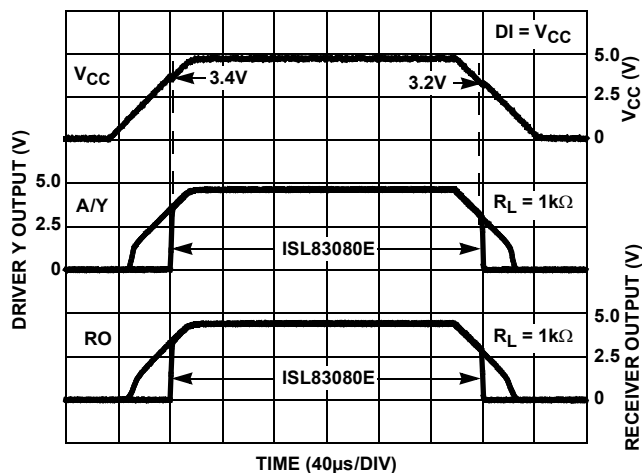 DI = VCC
VCC
3.4V
3.2V
5.0
2.5
0
VCC (V)
DRIVER Y OUTPUT (V)
5.0
2.5
0
A/Y
RL = 1kΩ
ISL83080E
RO
RL = 1kΩ
ISL83080E
5.0
2.5
0
RECEIVER OUTPUT (V)
TIME (40µs/DIV)